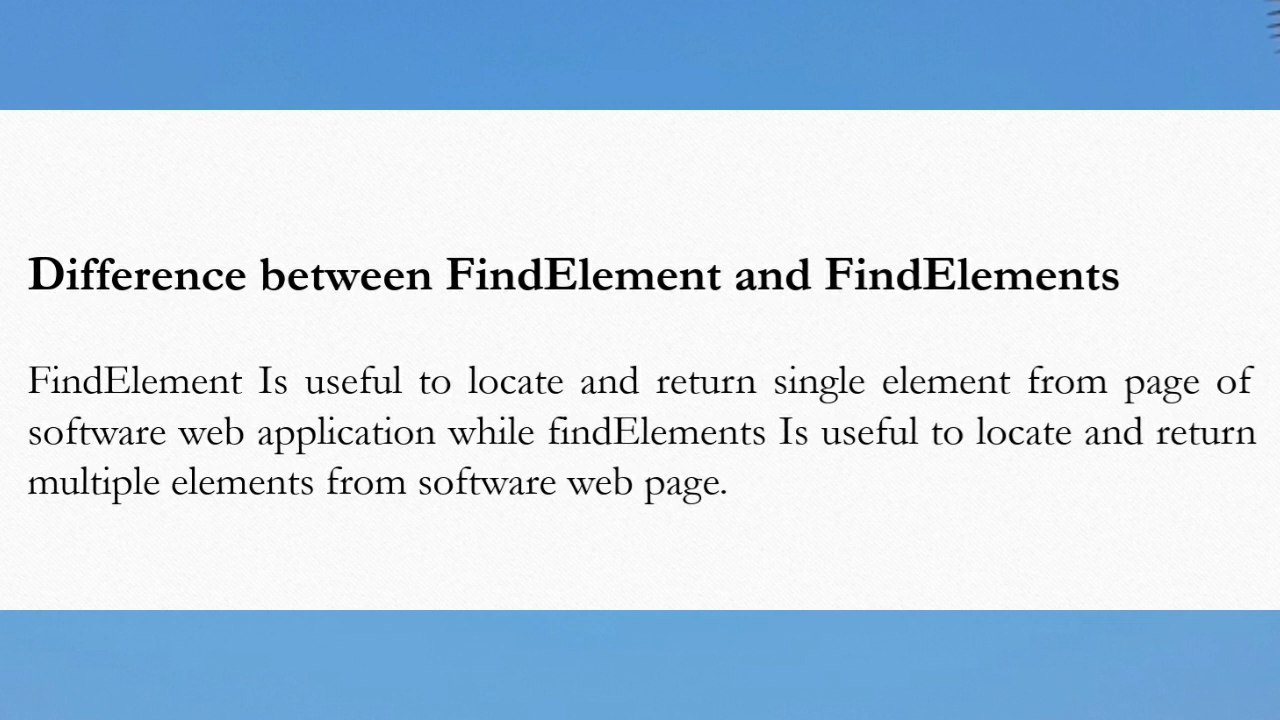 Difference between FindElement and FindElements
FindElement Is useful to locate and return single element from page of
software web application while findElements Is useful to locate and return
multiple elements from software web page.